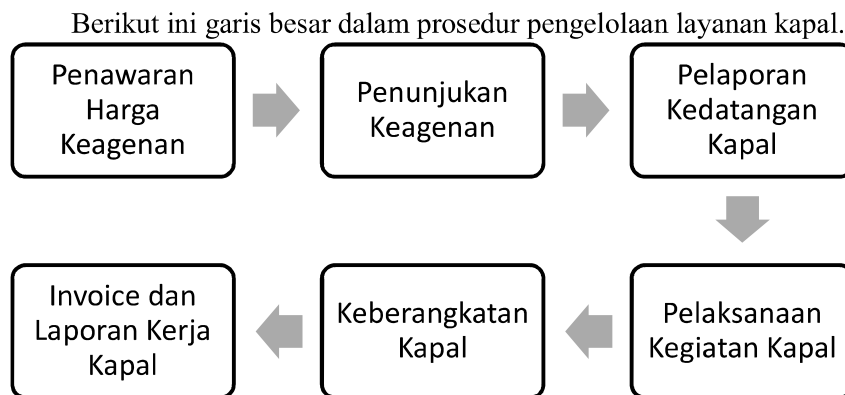 Berikut ini garis besar dalam prosedur pengelolaan layanan kapal.
Penawaran
Harga
Keagenan
Penunjukan
Keagenan
Pelaporan
Kedatangan
Kapal
Pelaksanaan
Kegiatan Kapal
Keberangkatan
Kapal
Invoice dan
Laporan Kerja
Kapal